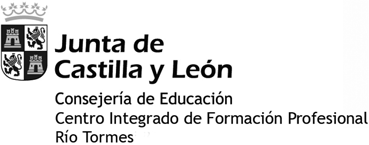 Junta de
Castilla y León
Consejería de Educación
Centro Integrado de Formación Profesional
Río Tormes